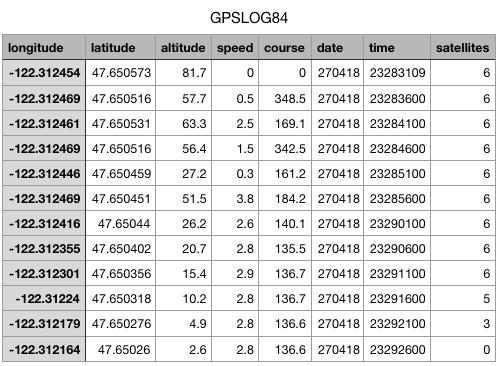 GPSLOG84
longitude latitude altitude speed course date time satellites
-122.312454 47.650573 81.7 0 0 270418 23283109 6
-122.312469 47.650516 57.7 0.5 348.5 270418 23283600 6
-122.312461 47.650531 63.3 2.5 169.1 270418 23284100 6
-122.312469 47.650516 56.4 1.5 342.5 270418 23284600 6
-122.312446 47.650459 27.2 0.3 161.2 270418 23285100 6
-122.312469 47.650451 51.5 3.8 184.2 270418 23285600 6
-122.312416 47.65044 26.2 2.6 140.1 270418 23290100 6
-122.312355 47.650402 20.7 2.8 135.5 270418 23290600 6
-122.312301 47.650356 15.4 2.9 136.7 270418 23291100 6
-122.31224 47.650318 10.2 2.8 136.7 270418 23291600 5
-122.312179 47.650276 4.9 2.8 136.6 270418 23292100 3
-122.312164 47.65026 2.6 2.8 136.6 270418 23292600 0